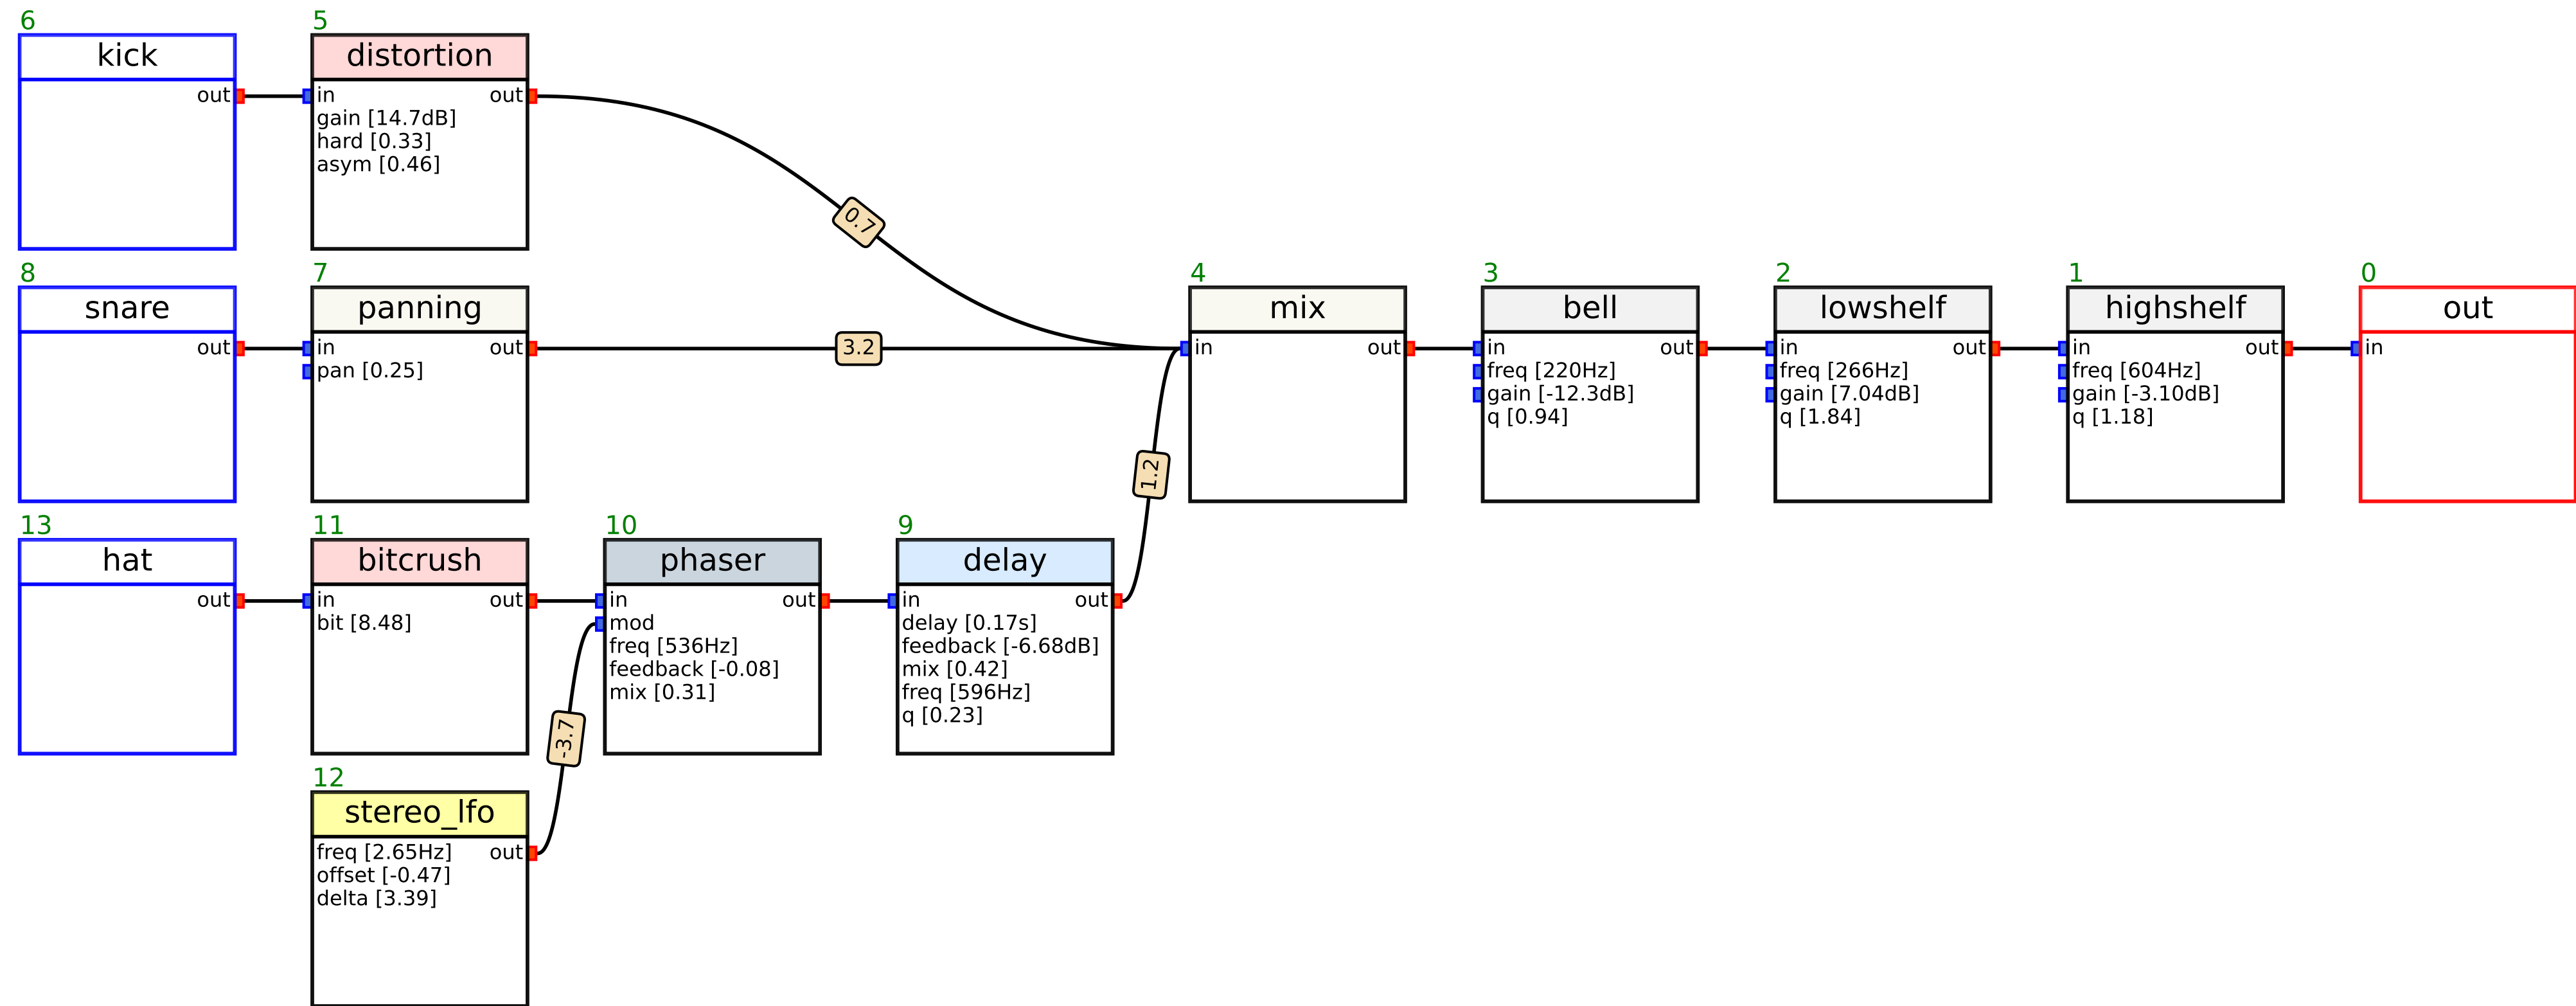 6
kick
out
5
distortion
in out
gain [14.7dB]
hard [0.33]
asym [0.46]
0.7
8
snare
out
7
panning
in out
pan [0.25]
3.2
4
mix
in out
3
bell
in out
freq [220Hz]
gain [-12.3dB]
q [0.94]
2
lowshelf
in out
freq [266Hz]
gain [7.04dB]
q [1.84]
1
highshelf
in out
freq [604Hz]
gain [-3.10dB]
q [1.18]
0
out
in
13
hat
out
11
bitcrush
in out
bit [8.48]
10
phaser
in out
mod
freq [536Hz]
feedback [-0.08]
mix [0.31]
9
delay
in out
delay [0.17s]
feedback [-6.68dB]
mix [0.42]
freq [596Hz]
q [0.23]
1.2
-3.7
12
stereo_lfo
freq [2.65Hz] out
offset [-0.47]
delta [3.39]